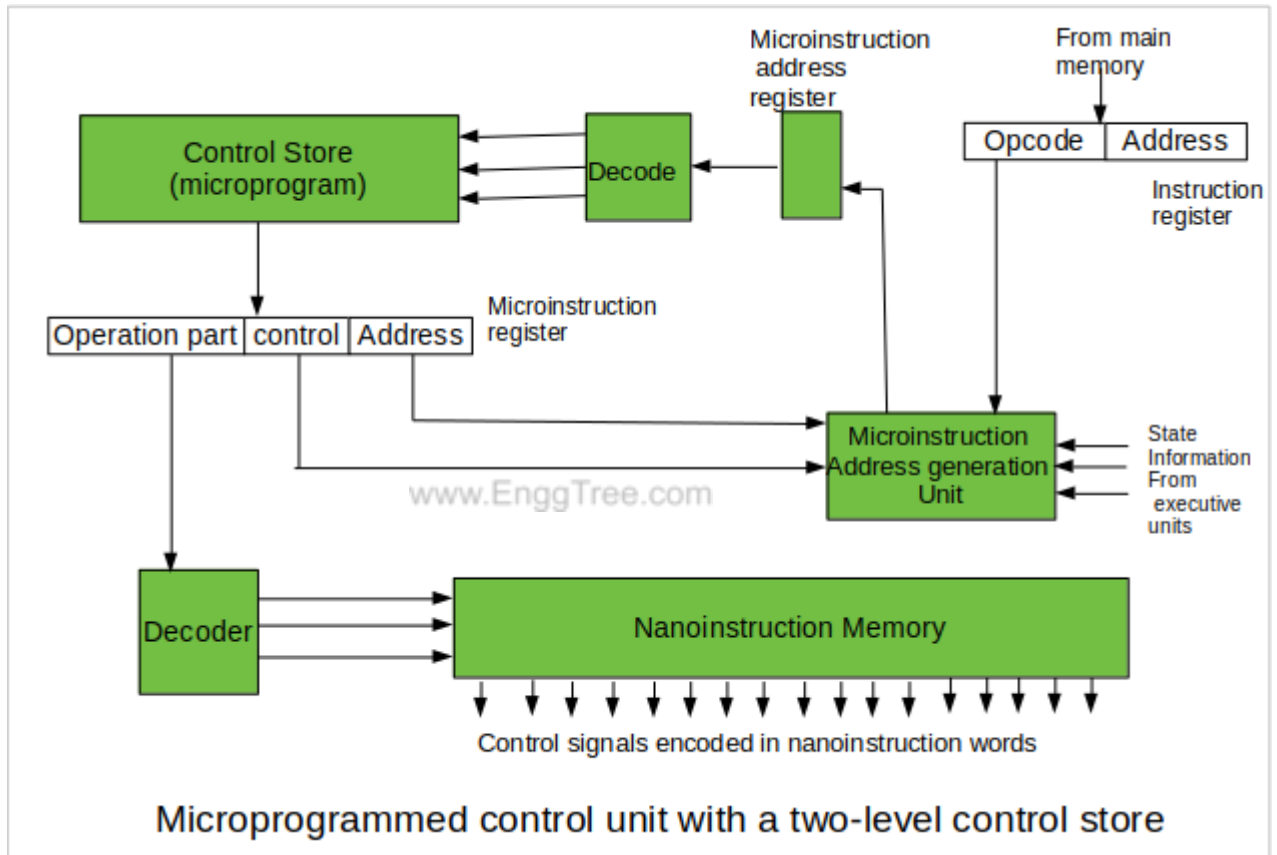 Microinstruction
address
register
From main
memory
Control Store
(microprogram)
Decode
Opcode
Address
Instruction
register
Operation part
control
Address
Microinstruction
register
Microinstruction
Address generation
Unit
State
Information
From
executive
units
www.EnggTree.com
Decoder
Nanoinstruction Memory
Control signals encoded in nanoinstruction words
Microprogrammed control unit with a two-level control store